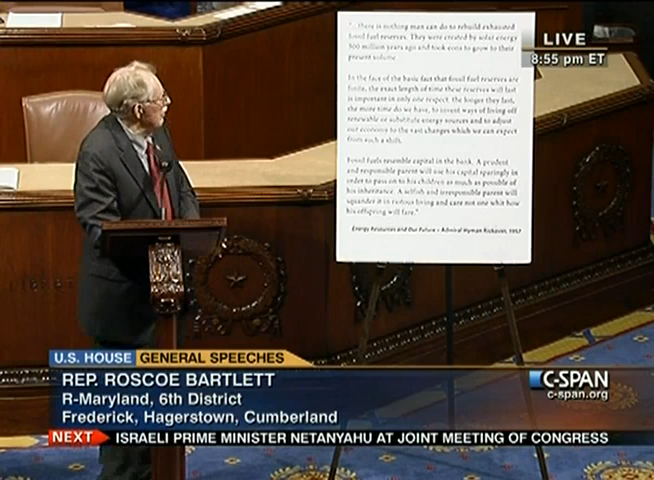 "... there is nothing man can do to rebuild exhausted
fossil fuel reserves. They were created by solar energy
500 million years ago and took eons to grow to their
present volume.
In the face of the basic fact that fossil fuel reserves are
finite, the exact length of time these reserves will last
is important in only one respect: the longer they last,
the more time do we have, to invent ways of living off
renewable or substitute energy sources and to adjust
our economy to the vast changes which we can expect
from such a shift.
Fossil fuels resemble capital in the bank. A prudent
and responsible parent will use his capital sparingly in
order to pass on to his children as much as possible of
his inheritance. A selfish and irresponsible parent will
squander it in riotous living and care not one whit how
his offspring will fare."
Energy Resources and Our Future - Admiral Hyman Rickover, 1957
LIVE
8:55 pm ET
U.S. HOUSE GENERAL SPEECHES
REP. ROSCOE BARTLETT
R-Maryland, 6th District
Frederick, Hagerstown, Cumberland
C-SPAN
c-span.org
NEXT ISRAELI PRIME MINISTER NETANYAHU AT JOINT MEETING OF CONGRESS